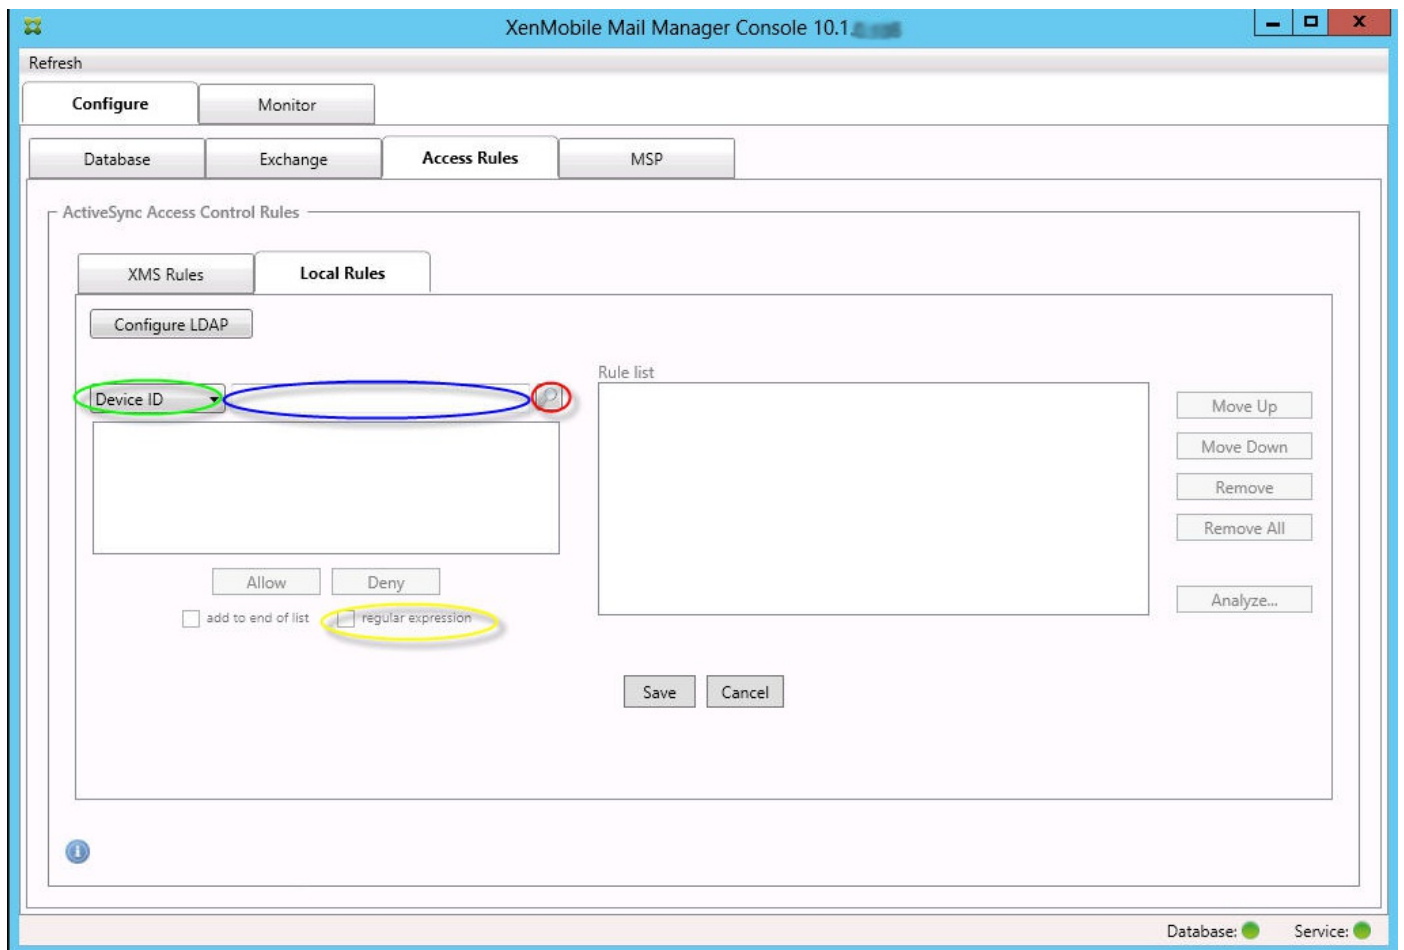 XenMobile Mail Manager Console 10.1
Refresh
Configure Monitor
Database Exchange Access Rules MSP
ActiveSync Access Control Rules
XMS Rules Local Rules
Configure LDAP
Rule list
Device ID
Move Up
Move Down
Remove
Remove All
Allow Deny
Analyze...
add to end of list regular expression
Save Cancel
Database: Service: